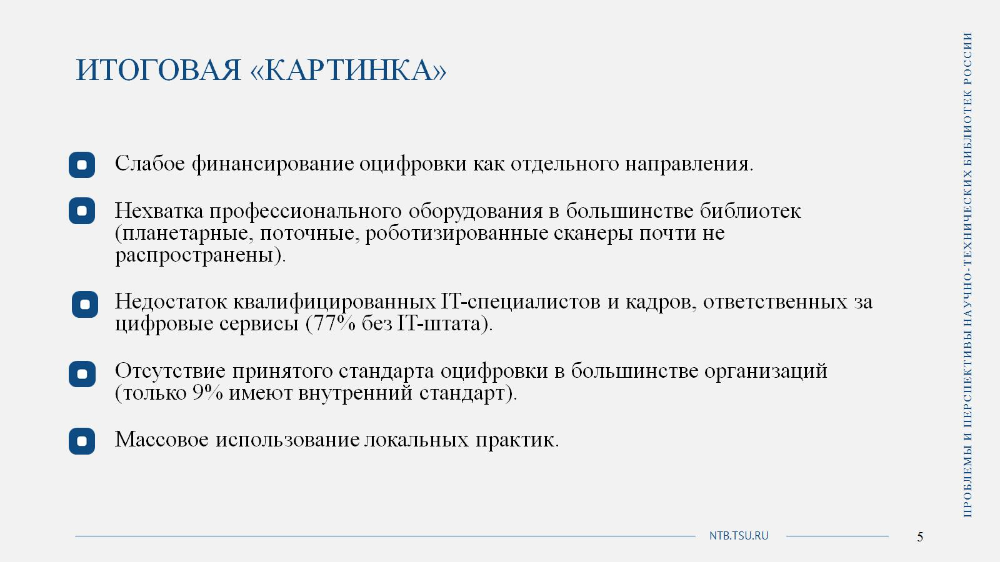 ИТОГОВАЯ «КАРТИНКА»
Слабое финансирование оцифровки как отдельного направления.
Нехватка профессионального оборудования в большинстве библиотек
(планетарные, поточные, роботизированные сканеры почти не
распространены).
Недостаток квалифицированных IT-специалистов и кадров, ответственных за
цифровые сервисы (77% без IT-штата).
Отсутствие принятого стандарта оцифровки в большинстве организаций
(только 9% имеют внутренний стандарт).
Массовое использование локальных практик.
ПРОБЛЕМЫ И ПЕРСПЕКТИВЫ НАУЧНО-ТЕХНИЧЕСКИХ БИБЛИОТЕК РОССИИ
NTB.TSU.RU
5